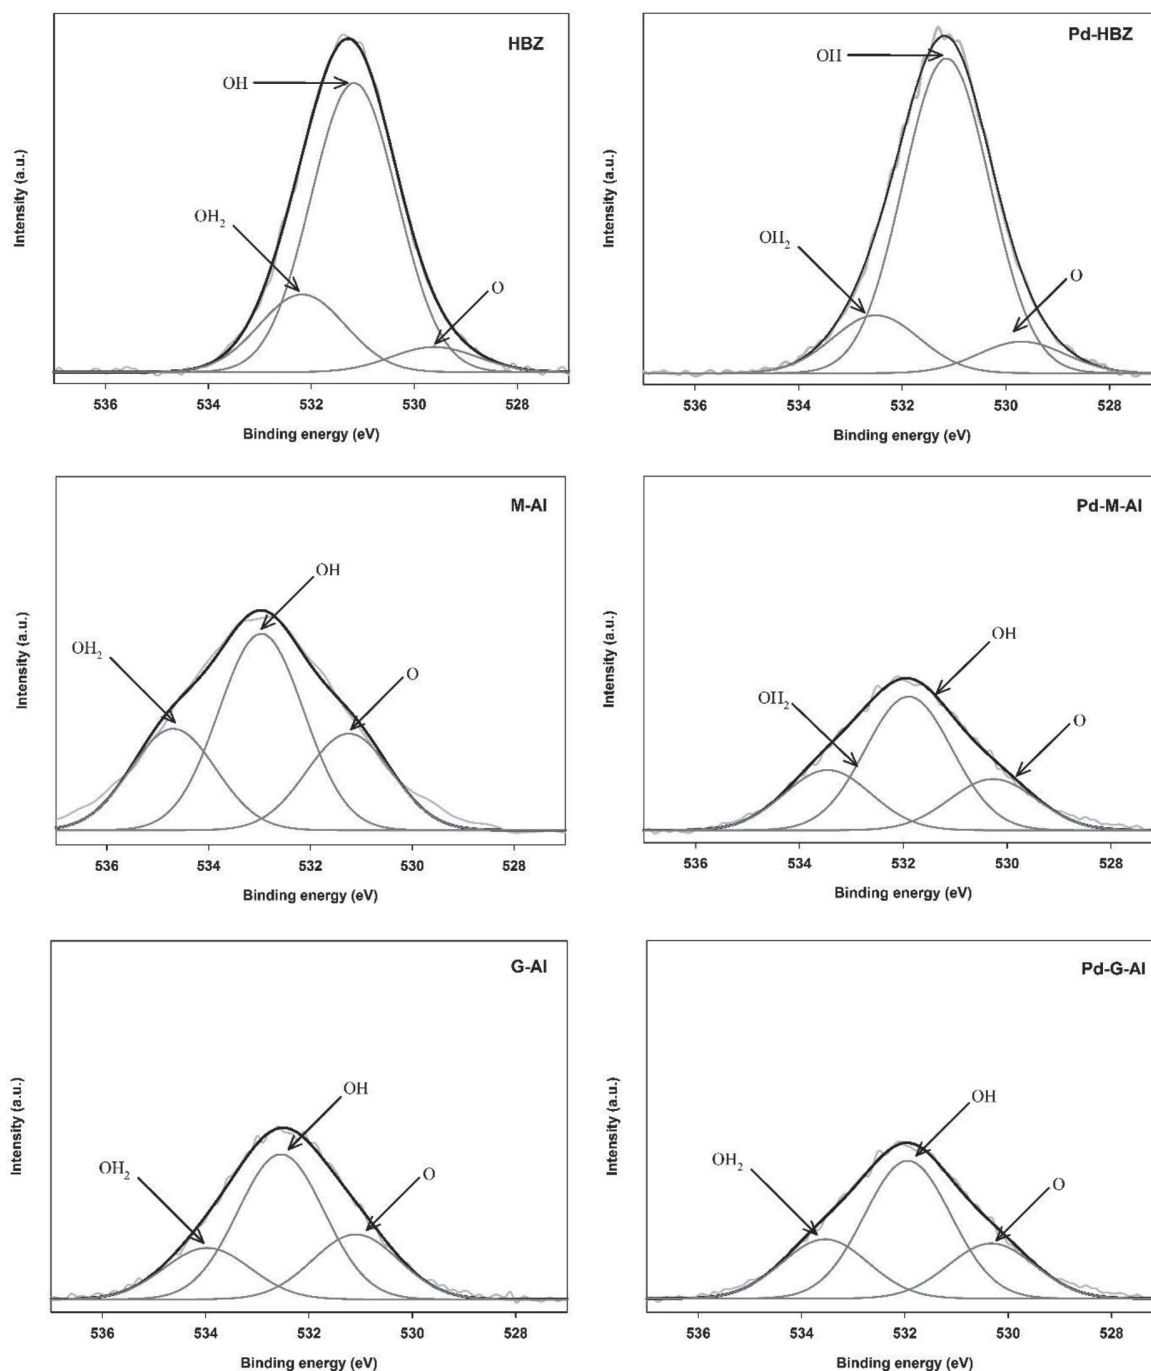 HBZ
OH
OH2
O
Intensity (a.u.)
536 534 532 530 528
Binding energy (eV)
Pd-HBZ
OH
OH2
O
Intensity (a.u.)
536 534 532 530 528
Binding energy (eV)
M-Al
OH
OH2
O
Intensity (a.u.)
536 534 532 530 528
Binding energy (eV)
Pd-M-Al
OH
OH2
O
Intensity (a.u.)
536 534 532 530 528
Binding energy (eV)
G-Al
OH
OH2
O
Intensity (a.u.)
536 534 532 530 528
Binding energy (eV)
Pd-G-Al
OH
OH2
O
Intensity (a.u.)
536 534 532 530 528
Binding energy (eV)